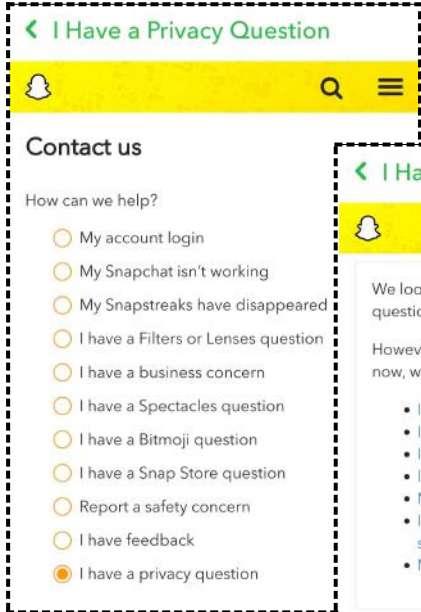 I Have a Privacy Question
Contact us
How can we help?
My account login
My Snapchat isn't working
My Snapstreaks have disappeared
I have a Filters or Lenses question
I have a business concern
I have a Spectacles question
I have a Bitmoji question
I have a Snap Store question
Report a safety concern
I have feedback
I have a privacy question
I Ha
We loo
questio
Howev
now, w